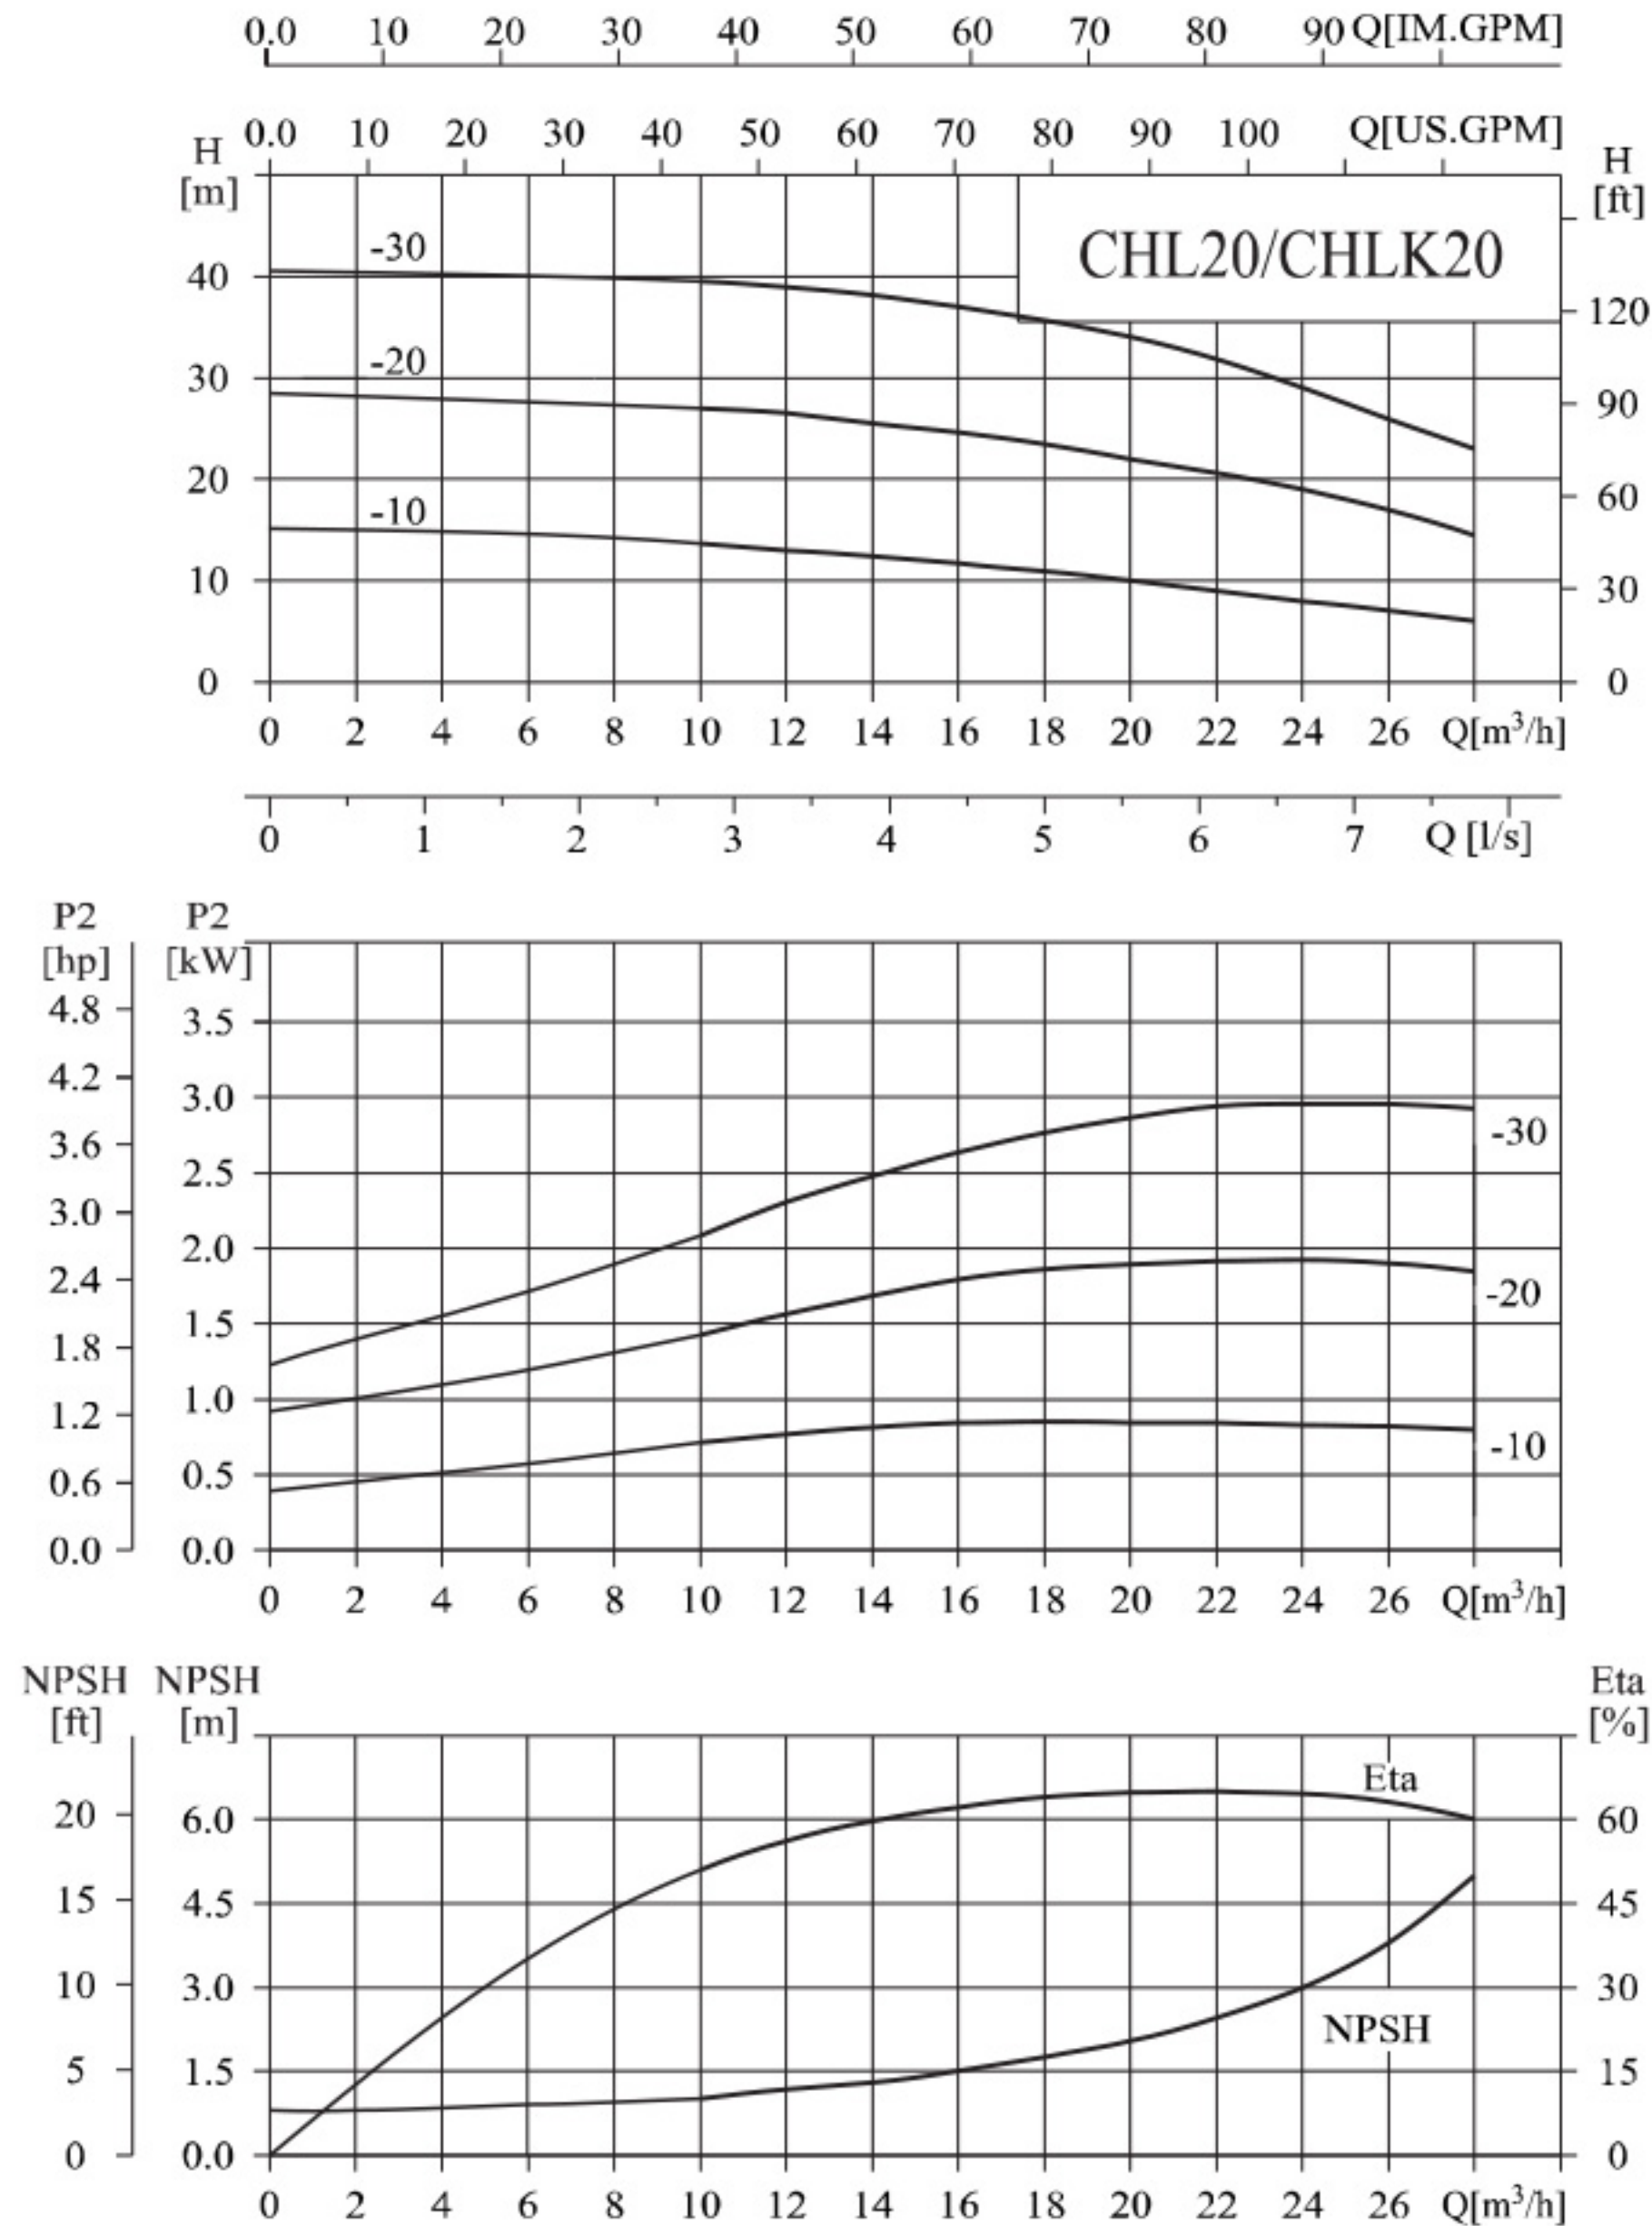 0.0 10 20 30 40 50 60 70 80 90 Q[IM.GPM]
0.0 10 20 30 40 50 60 70 80 90 100 Q[US.GPM]
H
[m]
H
[ft]
CHL20/CHLK20
-30
40
120
-20
30
90
20
60
-10
10
30
0
0
0 2 4 6 8 10 12 14 16 18 20 22 24 26 Q[m³/h]
0 1 2 3 4 5 6 7 Q [l/s]
P2 P2
[hp] [kW]
4.8
3.5
4.2
3.0
-30
3.6
2.5
3.0
2.0
2.4
-20
1.5
1.8
1.0
1.2
-10
0.6
0.5
0.0 0.0
0 2 4 6 8 10 12 14 16 18 20 22 24 26 Q[m³/h]
NPSH NPSH Eta
[ft] [m] [%]
Eta
20 6.0 60
15 4.5 45
10 3.0 30
NPSH
5 1.5 15
0 0.0 0
0 2 4 6 8 10 12 14 16 18 20 22 24 26 Q[m³/h]